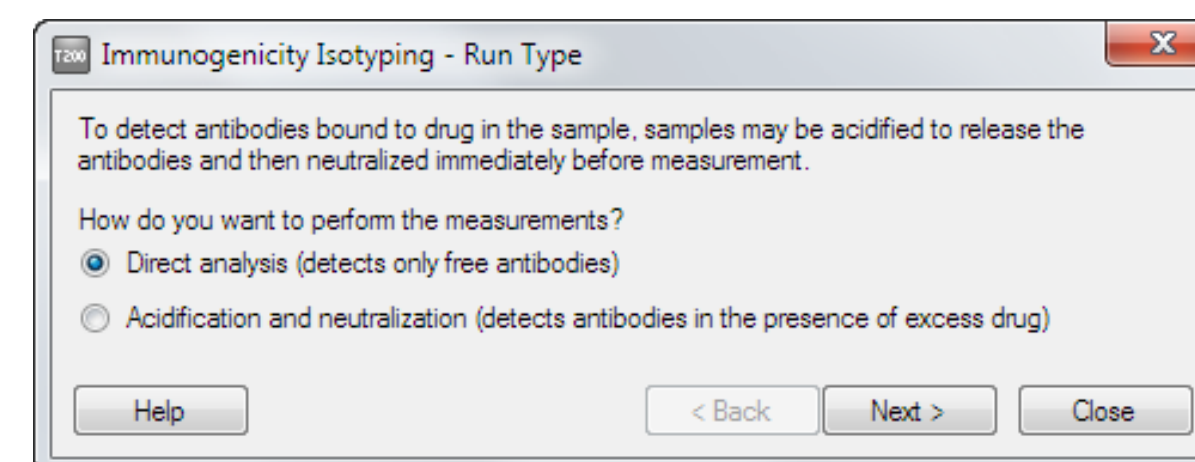 T200 Immunogenicity Isotyping - Run Type
X
To detect antibodies bound to drug in the sample, samples may be acidified to release the
antibodies and then neutralized immediately before measurement.
How do you want to perform the measurements?
Direct analysis (detects only free antibodies)
Acidification and neutralization (detects antibodies in the presence of excess drug)
Help < Back Next > Close